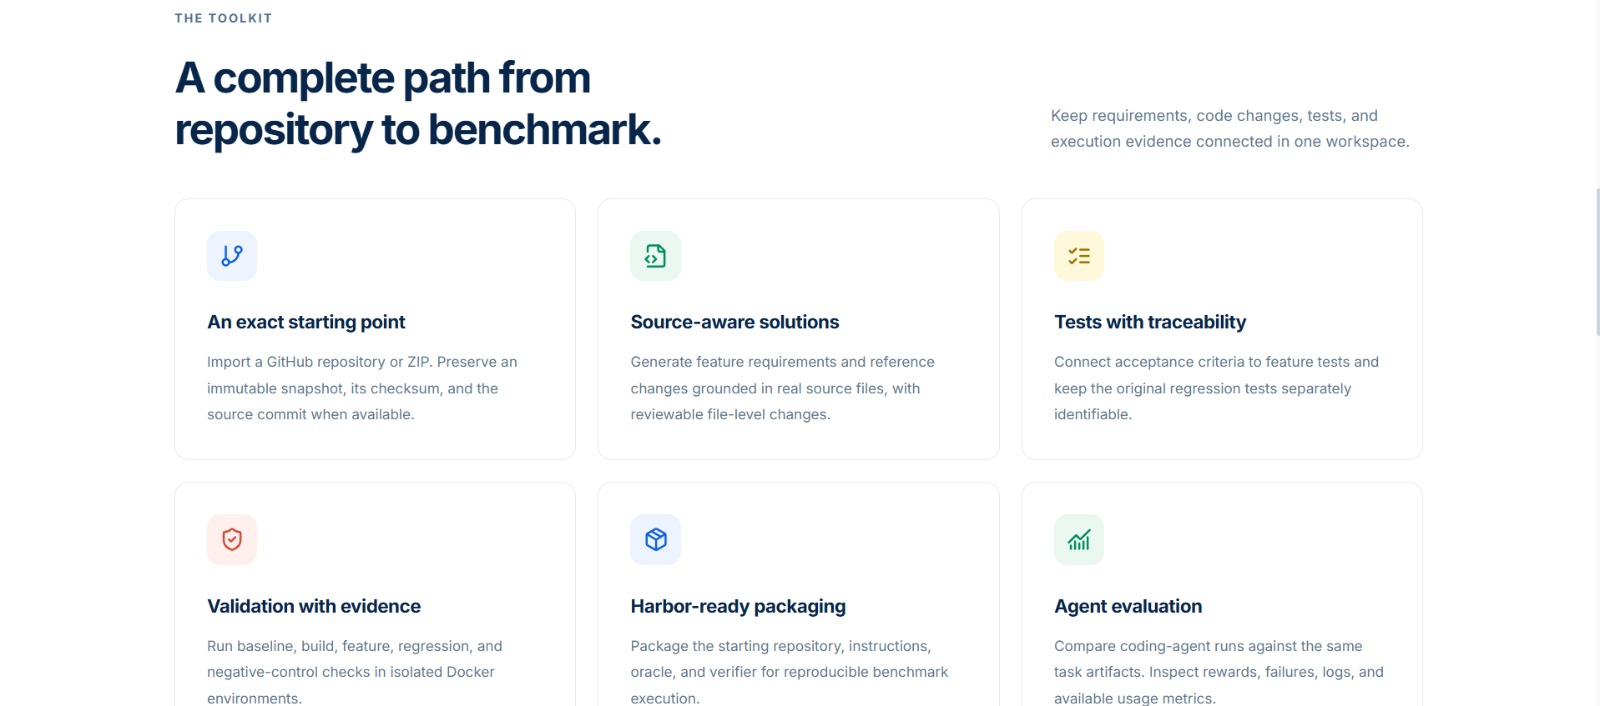 THE TOOLKIT
A complete path from
repository to benchmark.
Keep requirements, code changes, tests, and
execution evidence connected in one workspace.
An exact starting point
Import a GitHub repository or ZIP. Preserve an
immutable snapshot, its checksum, and the
source commit when available.
Source-aware solutions
Generate feature requirements and reference
changes grounded in real source files, with
reviewable file-level changes.
Tests with traceability
Connect acceptance criteria to feature tests and
keep the original regression tests separately
identifiable.
Validation with evidence
Run baseline, build, feature, regression, and
negative-control checks in isolated Docker
environments.
Harbor-ready packaging
Package the starting repository, instructions,
oracle, and verifier for reproducible benchmark
execution.
Agent evaluation
Compare coding-agent runs against the same
task artifacts. Inspect rewards, failures, logs, and
available usage metrics.